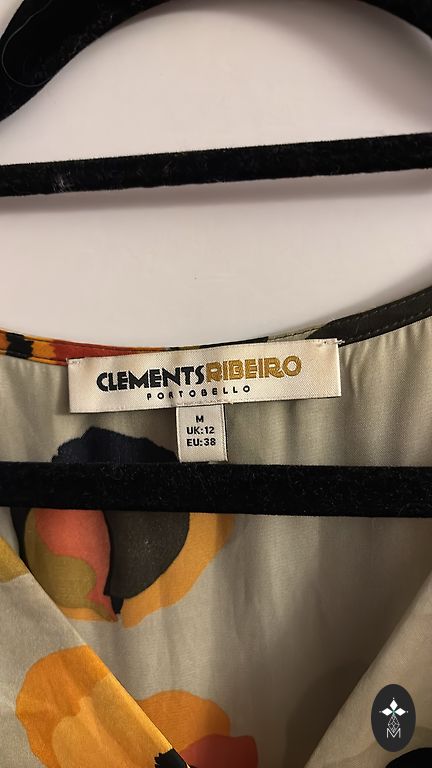 CLEMENTSRIBEIRO
PORTOBELLO
M
UK:12
EU:38
M